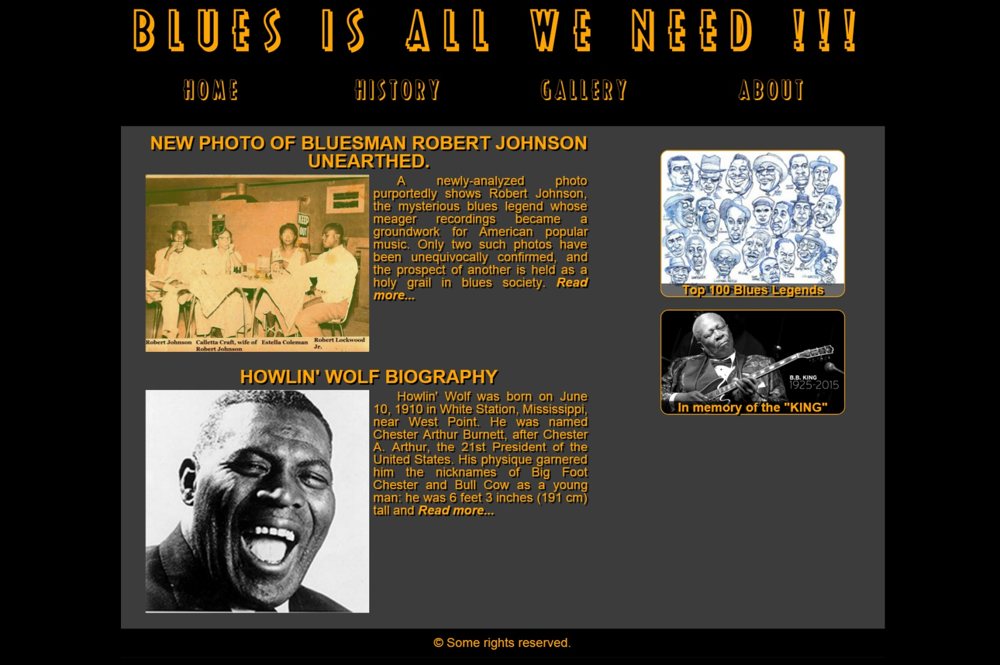 BLUES IS ALL WE NEED !!!
HOME HISTORY GALLERY ABOUT
NEW PHOTO OF BLUESMAN ROBERT JOHNSON
UNEARTHED.
KEEP
OUT
Robert Johnson Calletta Craft, wife of Robert Johnson Estella Coleman Robert Lockwood Jr.
A newly-analyzed photo
purportedly shows Robert Johnson,
the mysterious blues legend whose
meager recordings became a
groundwork for American popular
music. Only two such photos have
been unequivocally confirmed, and
the prospect of another is held as a
holy grail in blues society. Read
more...
HOWLIN' WOLF BIOGRAPHY
Howlin' Wolf was born on June
10, 1910 in White Station, Mississippi,
near West Point. He was named
Chester Arthur Burnett, after Chester
A. Arthur, the 21st President of the
United States. His physique garnered
him the nicknames of Big Foot
Chester and Bull Cow as a young
man: he was 6 feet 3 inches (191 cm)
tall and Read more...
Top 100 Blues Legends
B.B. KING
1925-2015
In memory of the "KING"
© Some rights reserved.